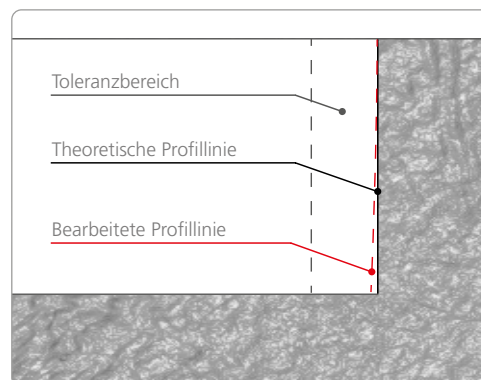 Toleranzbereich
Theoretische Profillinie
Bearbeitete Profillinie